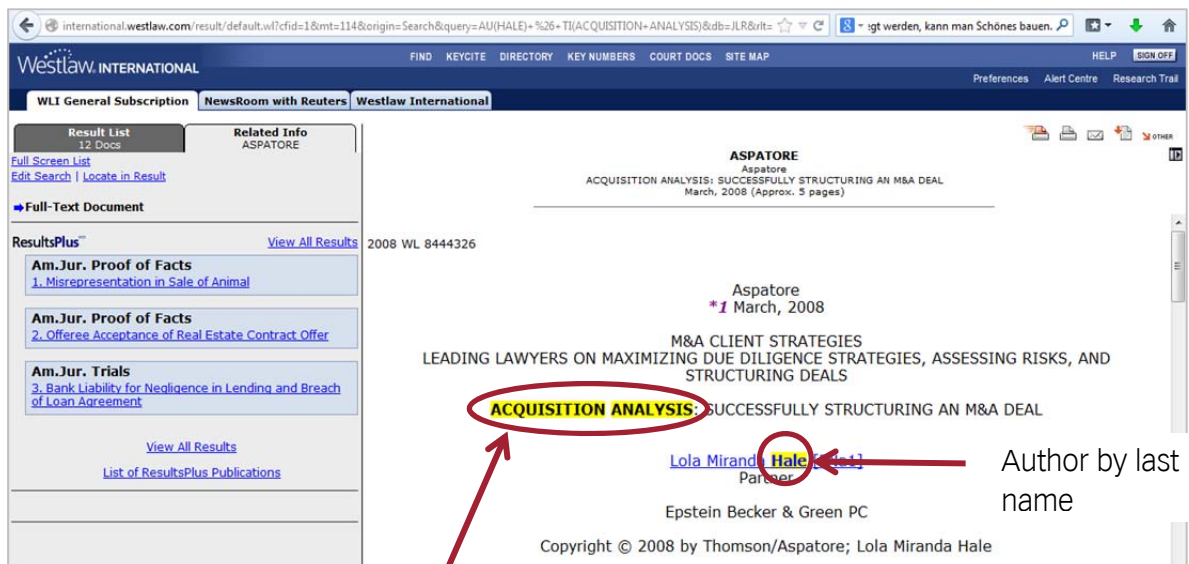 international.westlaw.com/result/default.wl?cfid=1&mt=114&origin=Search&query=AU(HALE)+%26+TI(ACQUISITION+ANALYSIS)&db=JLR&rlt=
:gt werden, kann man Schönes bauen.
WestlaW. INTERNATIONAL
FIND KEYCITE DIRECTORY KEY NUMBERS COURT DOCS SITE MAP
HELP SIGN OFF
Preferences Alert Centre Research Trail
WLI General Subscription NewsRoom with Reuters Westlaw International
Result List
12 Docs
Related Info
ASPATORE
Full Screen List
Edit Search | Locate in Result
Full-Text Document
ResultsPlus™ View All Results
Am.Jur. Proof of Facts
1. Misrepresentation in Sale of Animal
Am.Jur. Proof of Facts
2. Offeree Acceptance of Real Estate Contract Offer
Am.Jur. Trials
3. Bank Liability for Negligence in Lending and Breach
of Loan Agreement
View All Results
List of ResultsPlus Publications
OTHER
ASPATORE
Aspatore
ACQUISITION ANALYSIS: SUCCESSFULLY STRUCTURING AN M&A DEAL
March, 2008 (Approx. 5 pages)
2008 WL 8444326
Aspatore
*1 March, 2008
M&A CLIENT STRATEGIES
LEADING LAWYERS ON MAXIMIZING DUE DILIGENCE STRATEGIES, ASSESSING RISKS, AND
STRUCTURING DEALS
ACQUISITION ANALYSIS: SUCCESSFULLY STRUCTURING AN M&A DEAL
Lola Miranda Hale
Partner
Epstein Becker & Green PC
Copyright © 2008 by Thomson/Aspatore; Lola Miranda Hale
Author by last
name